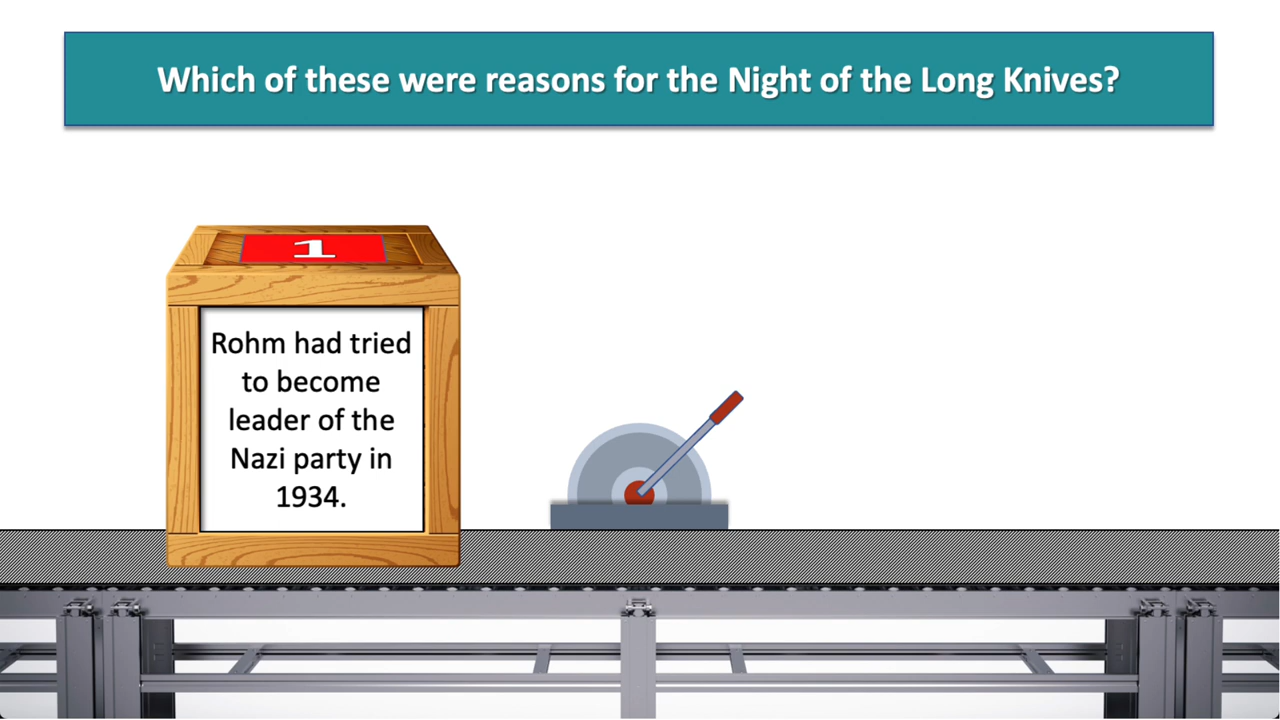 Which of these were reasons for the Night of the Long Knives?
1
Rohm had tried
to become
leader of the
Nazi party in
1934.